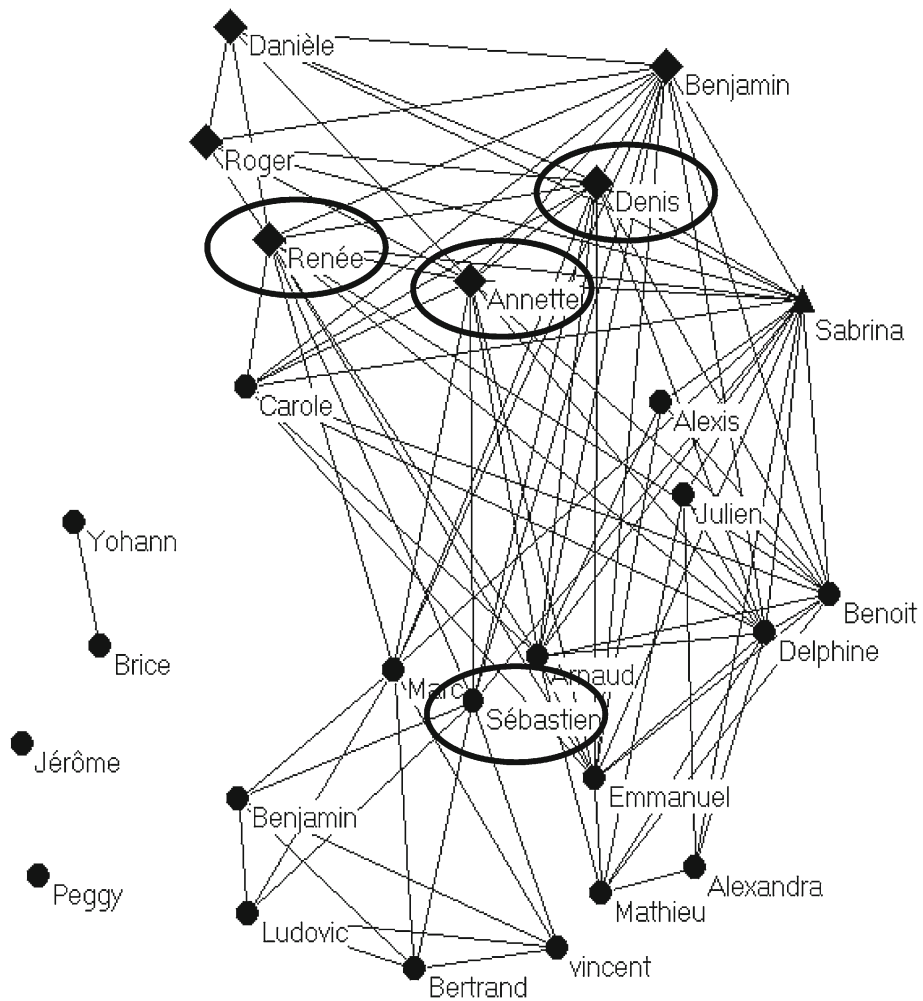 Danièle
Benjamin
Roger
Denis
Renée
Annette
Sabrina
Carole
Alexis
Julien
Yohann
Benoit
Brice
Delphine
Arnaud
Marc
Sébastien
Jérôme
Emmanuel
Benjamin
Peggy
Alexandra
Mathieu
Ludovic
vincent
Bertrand